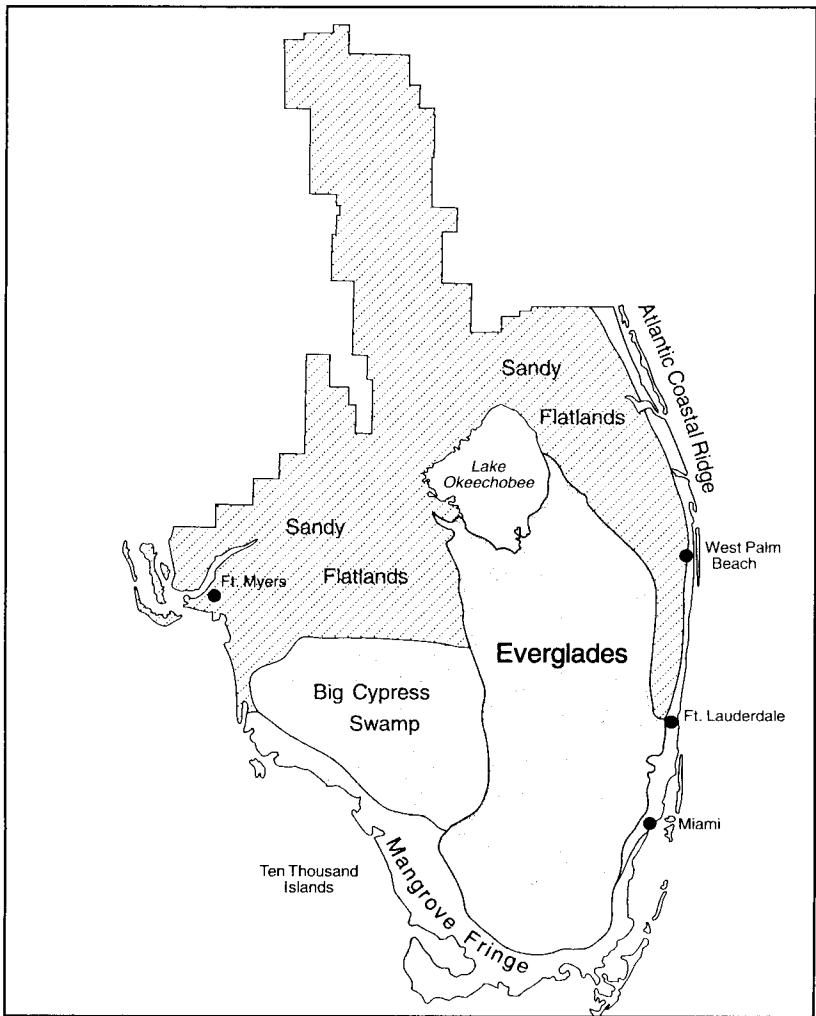 Sandy
Flatlands
Atlantic Coastal Ridge
Lake
Okeechobee
Sandy
Flatlands
Ft. Myers
West Palm
Beach
Everglades
Big Cypress
Swamp
Ft. Lauderdale
Miami
Ten Thousand
Islands
Mangrove Fringe